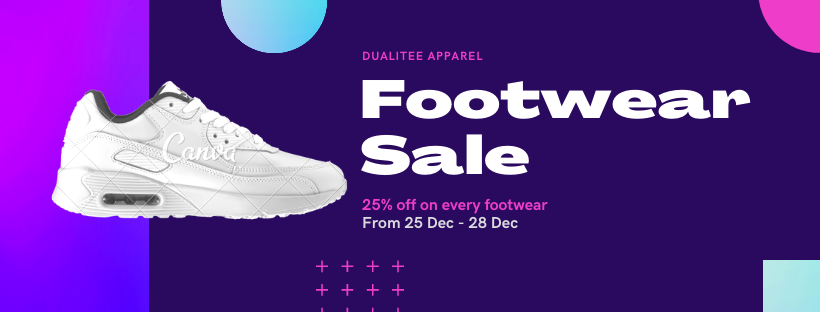 DUALITEE APPAREL
Footwear
Sale
25% off on every footwear
From 25 Dec - 28 Dec
Canva